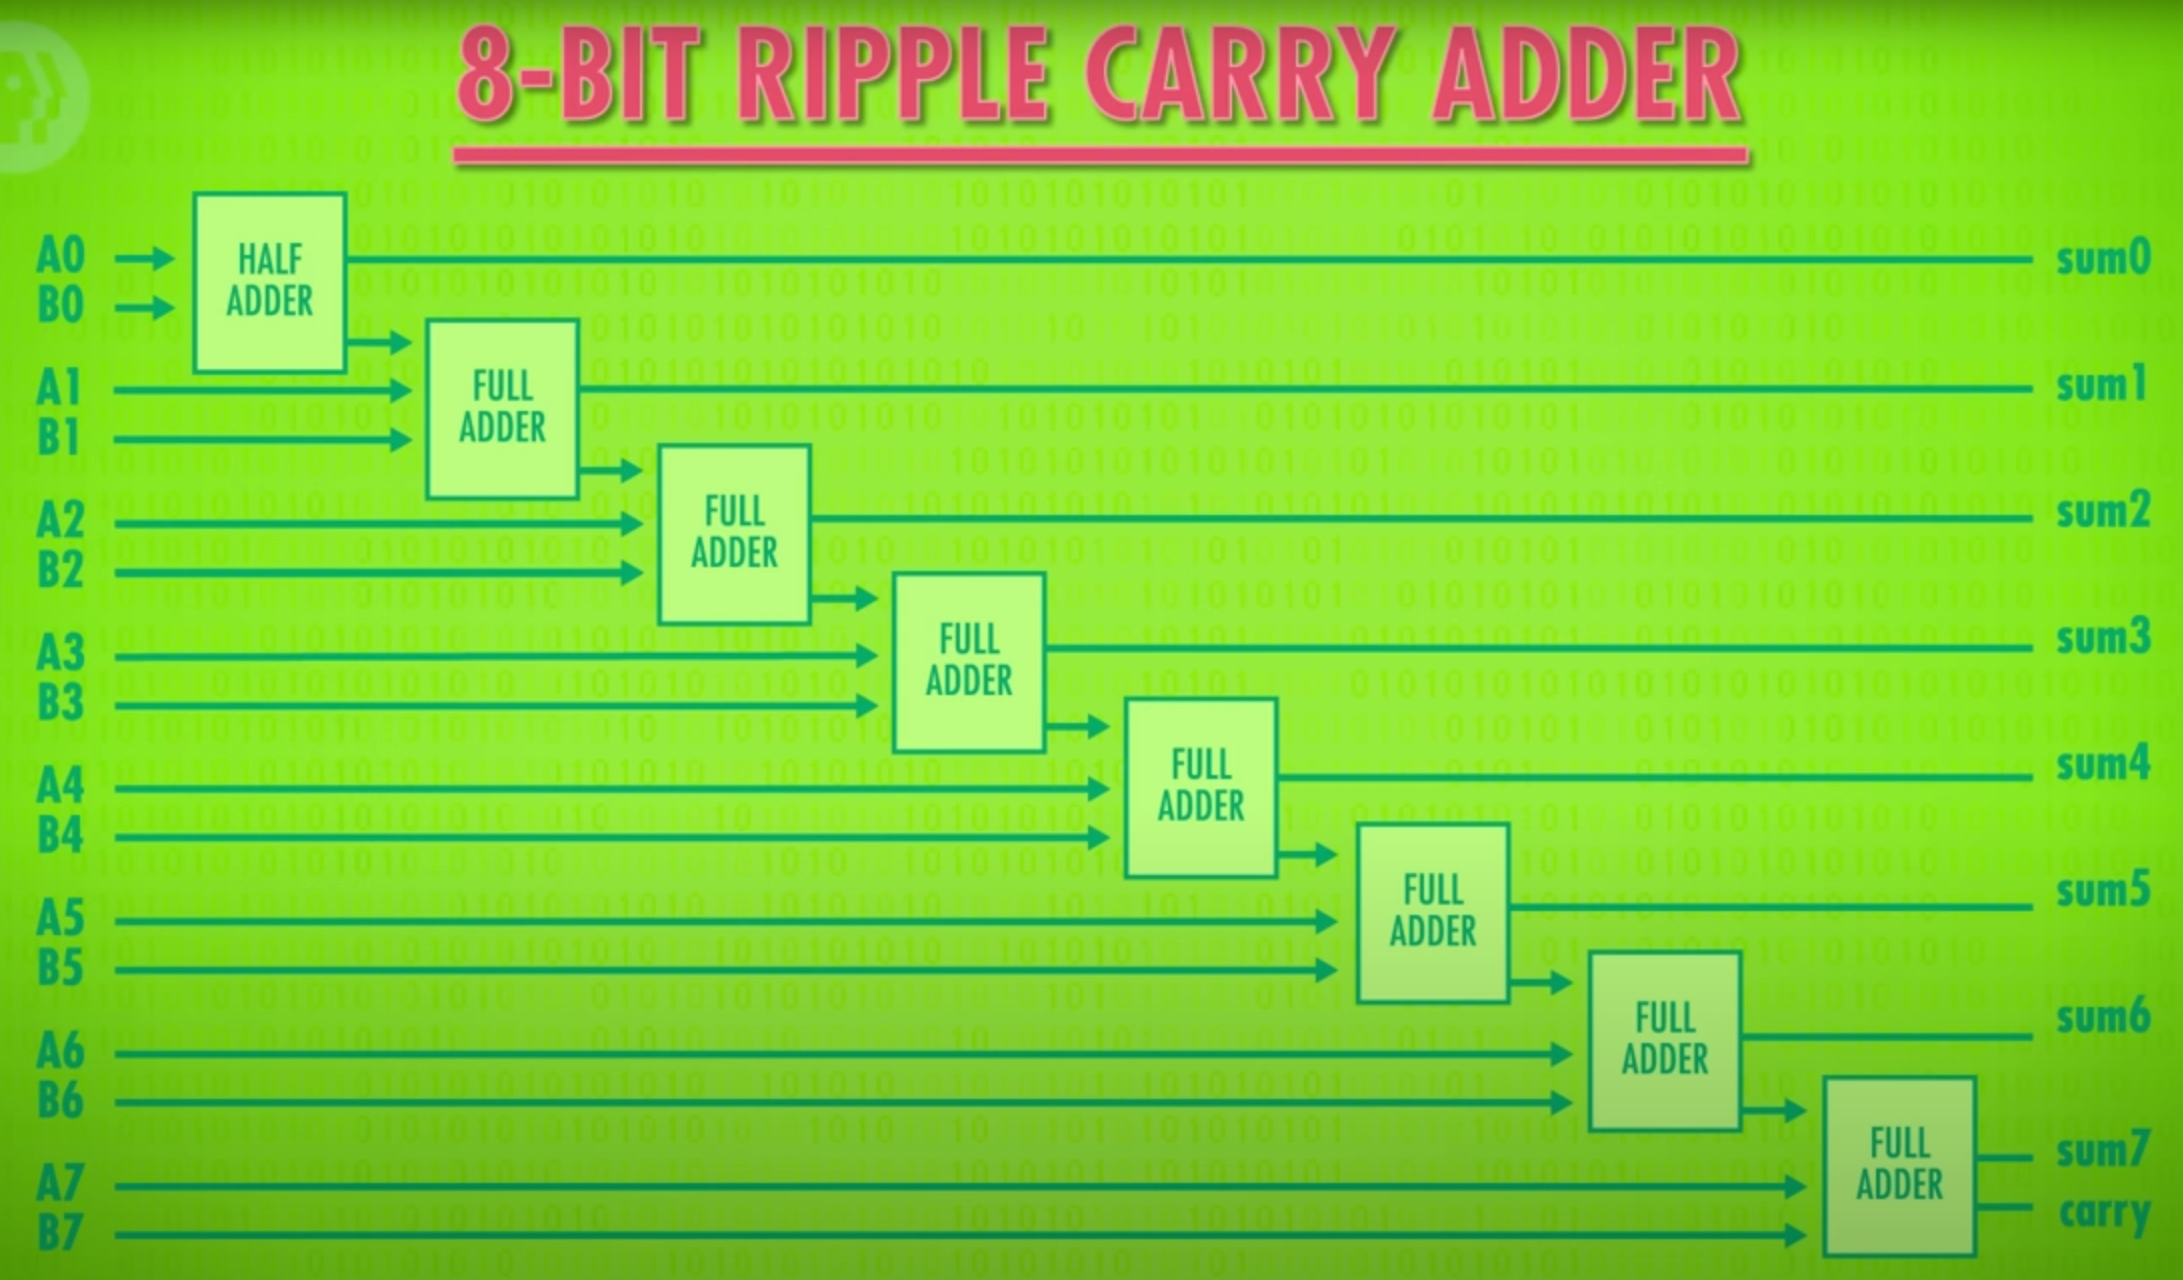 8-BIT RIPPLE CARRY ADDER
A0
B0
HALF
ADDER
sum0
A1
B1
FULL
ADDER
sum1
A2
B2
FULL
ADDER
sum2
A3
B3
FULL
ADDER
sum3
A4
B4
FULL
ADDER
sum4
A5
B5
FULL
ADDER
sum5
A6
B6
FULL
ADDER
sum6
A7
B7
FULL
ADDER
sum7
carry